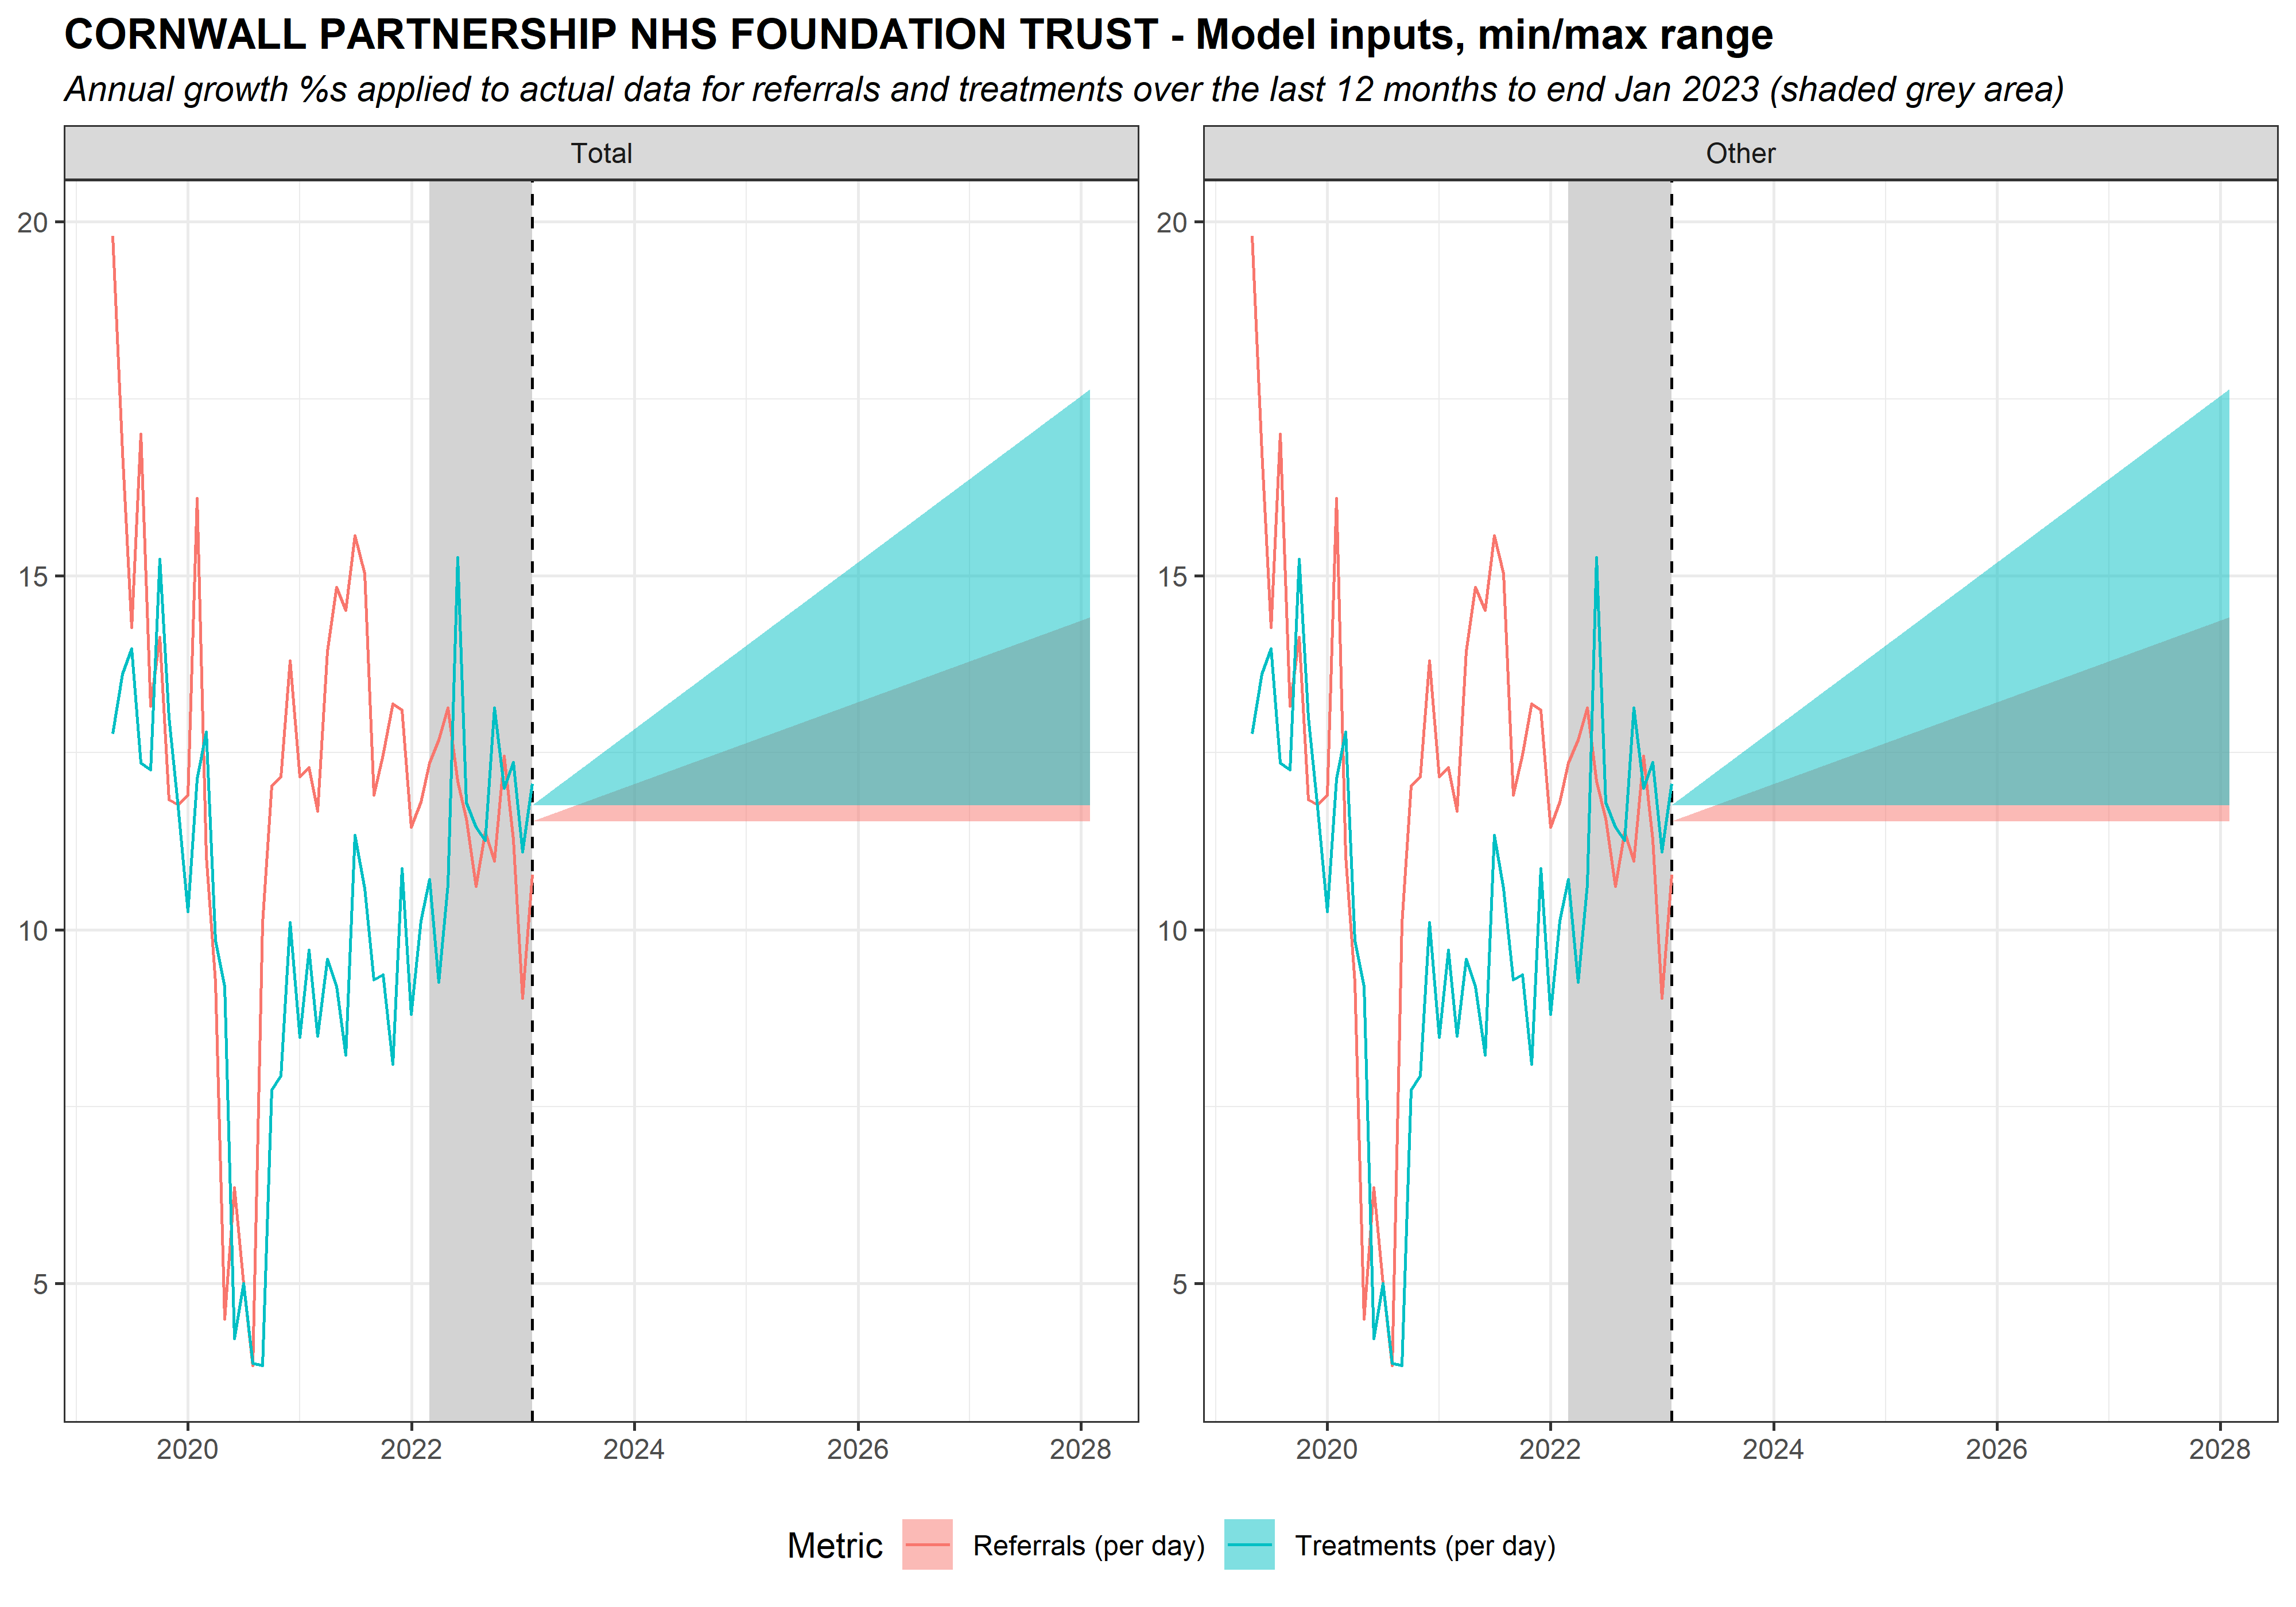 CORNWALL PARTNERSHIP NHS FOUNDATION TRUST - Model inputs, min/max range
Annual growth %s applied to actual data for referrals and treatments over the last 12 months to end Jan 2023 (shaded grey area)
Total
Other
20
15
10
5
20
15
10
5
2020
2022
2024
2026
2028
2020
2022
2024
2026
2028
Metric
Referrals (per day)
Treatments (per day)